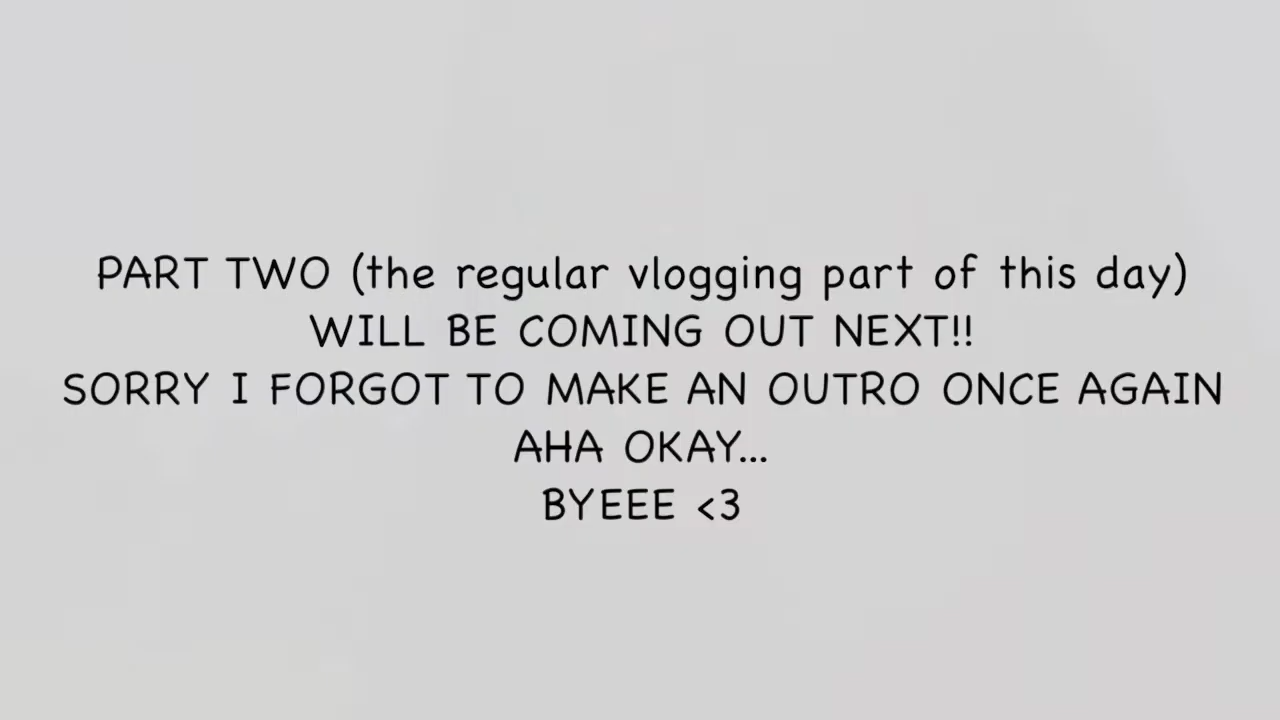 PART TWO (the regular vlogging part of this day)
WILL BE COMING OUT NEXT!!
SORRY I FORGOT TO MAKE AN OUTRO ONCE AGAIN
AHA OKAY...
BYEEE <3